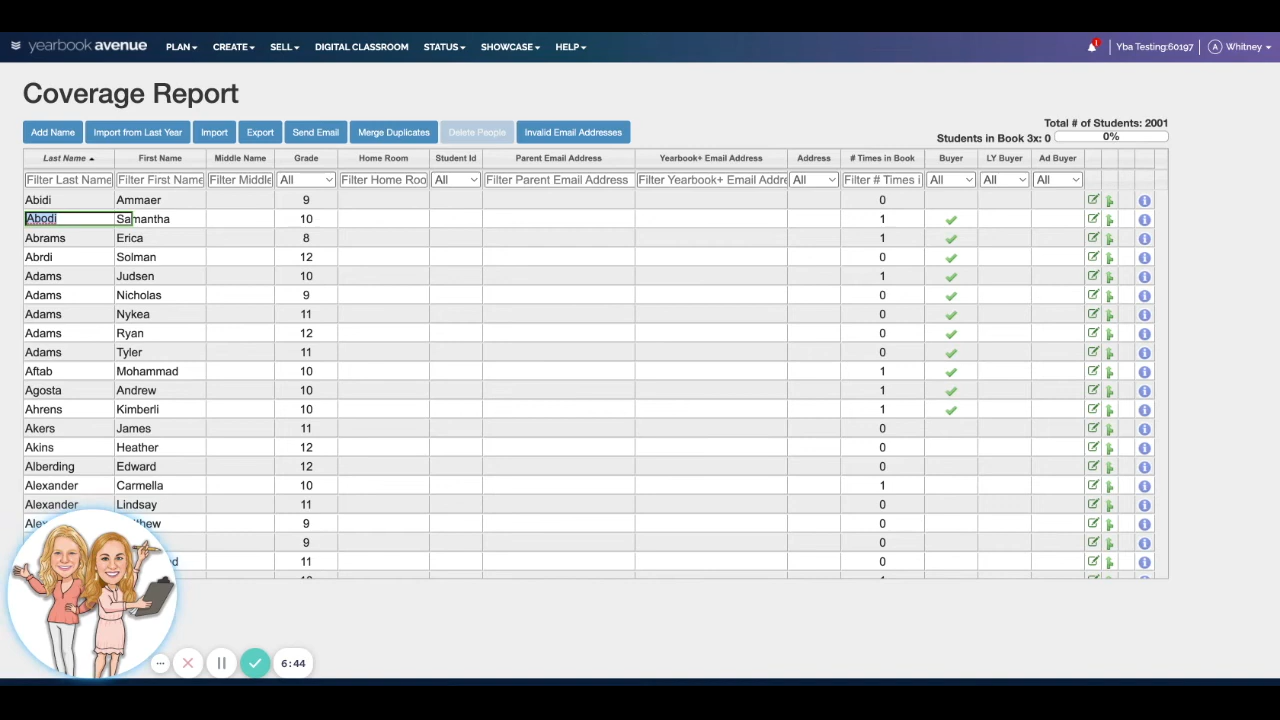 yearbook avenue PLAN CREATE SELL DIGITAL CLASSROOM STATUS SHOWCASE HELP 1 Yba Testing:60197 A Whitney
Coverage Report
Add Name Import from Last Year Import Export Send Email Merge Duplicates Delete People Invalid Email Addresses
Total # of Students: 2001
Students in Book 3x: 0 0%
Last Name First Name Middle Name Grade Home Room Student Id Parent Email Address Yearbook+ Email Address Address # Times in Book Buyer LY Buyer Ad Buyer
Filter Last Name Filter First Name Filter Middle All Filter Home Roo All Filter Parent Email Address Filter Yearbook+ Email Addre All Filter # Times i All All All
Abidi Ammaer 9 0
Abodi Samantha 10 1
Abrams Erica 8 1
Abrdi Solman 12 0
Adams Judsen 10 1
Adams Nicholas 9 0
Adams Nykea 11 0
Adams Ryan 12 0
Adams Tyler 11 0
Aftab Mohammad 10 1
Agosta Andrew 10 1
Ahrens Kimberli 10 1
Akers James 11 0
Akins Heather 12 0
Alberding Edward 12 0
Alexander Carmella 10 1
Alexander Lindsay 11 0
9 0
9 0
11 0
6:44